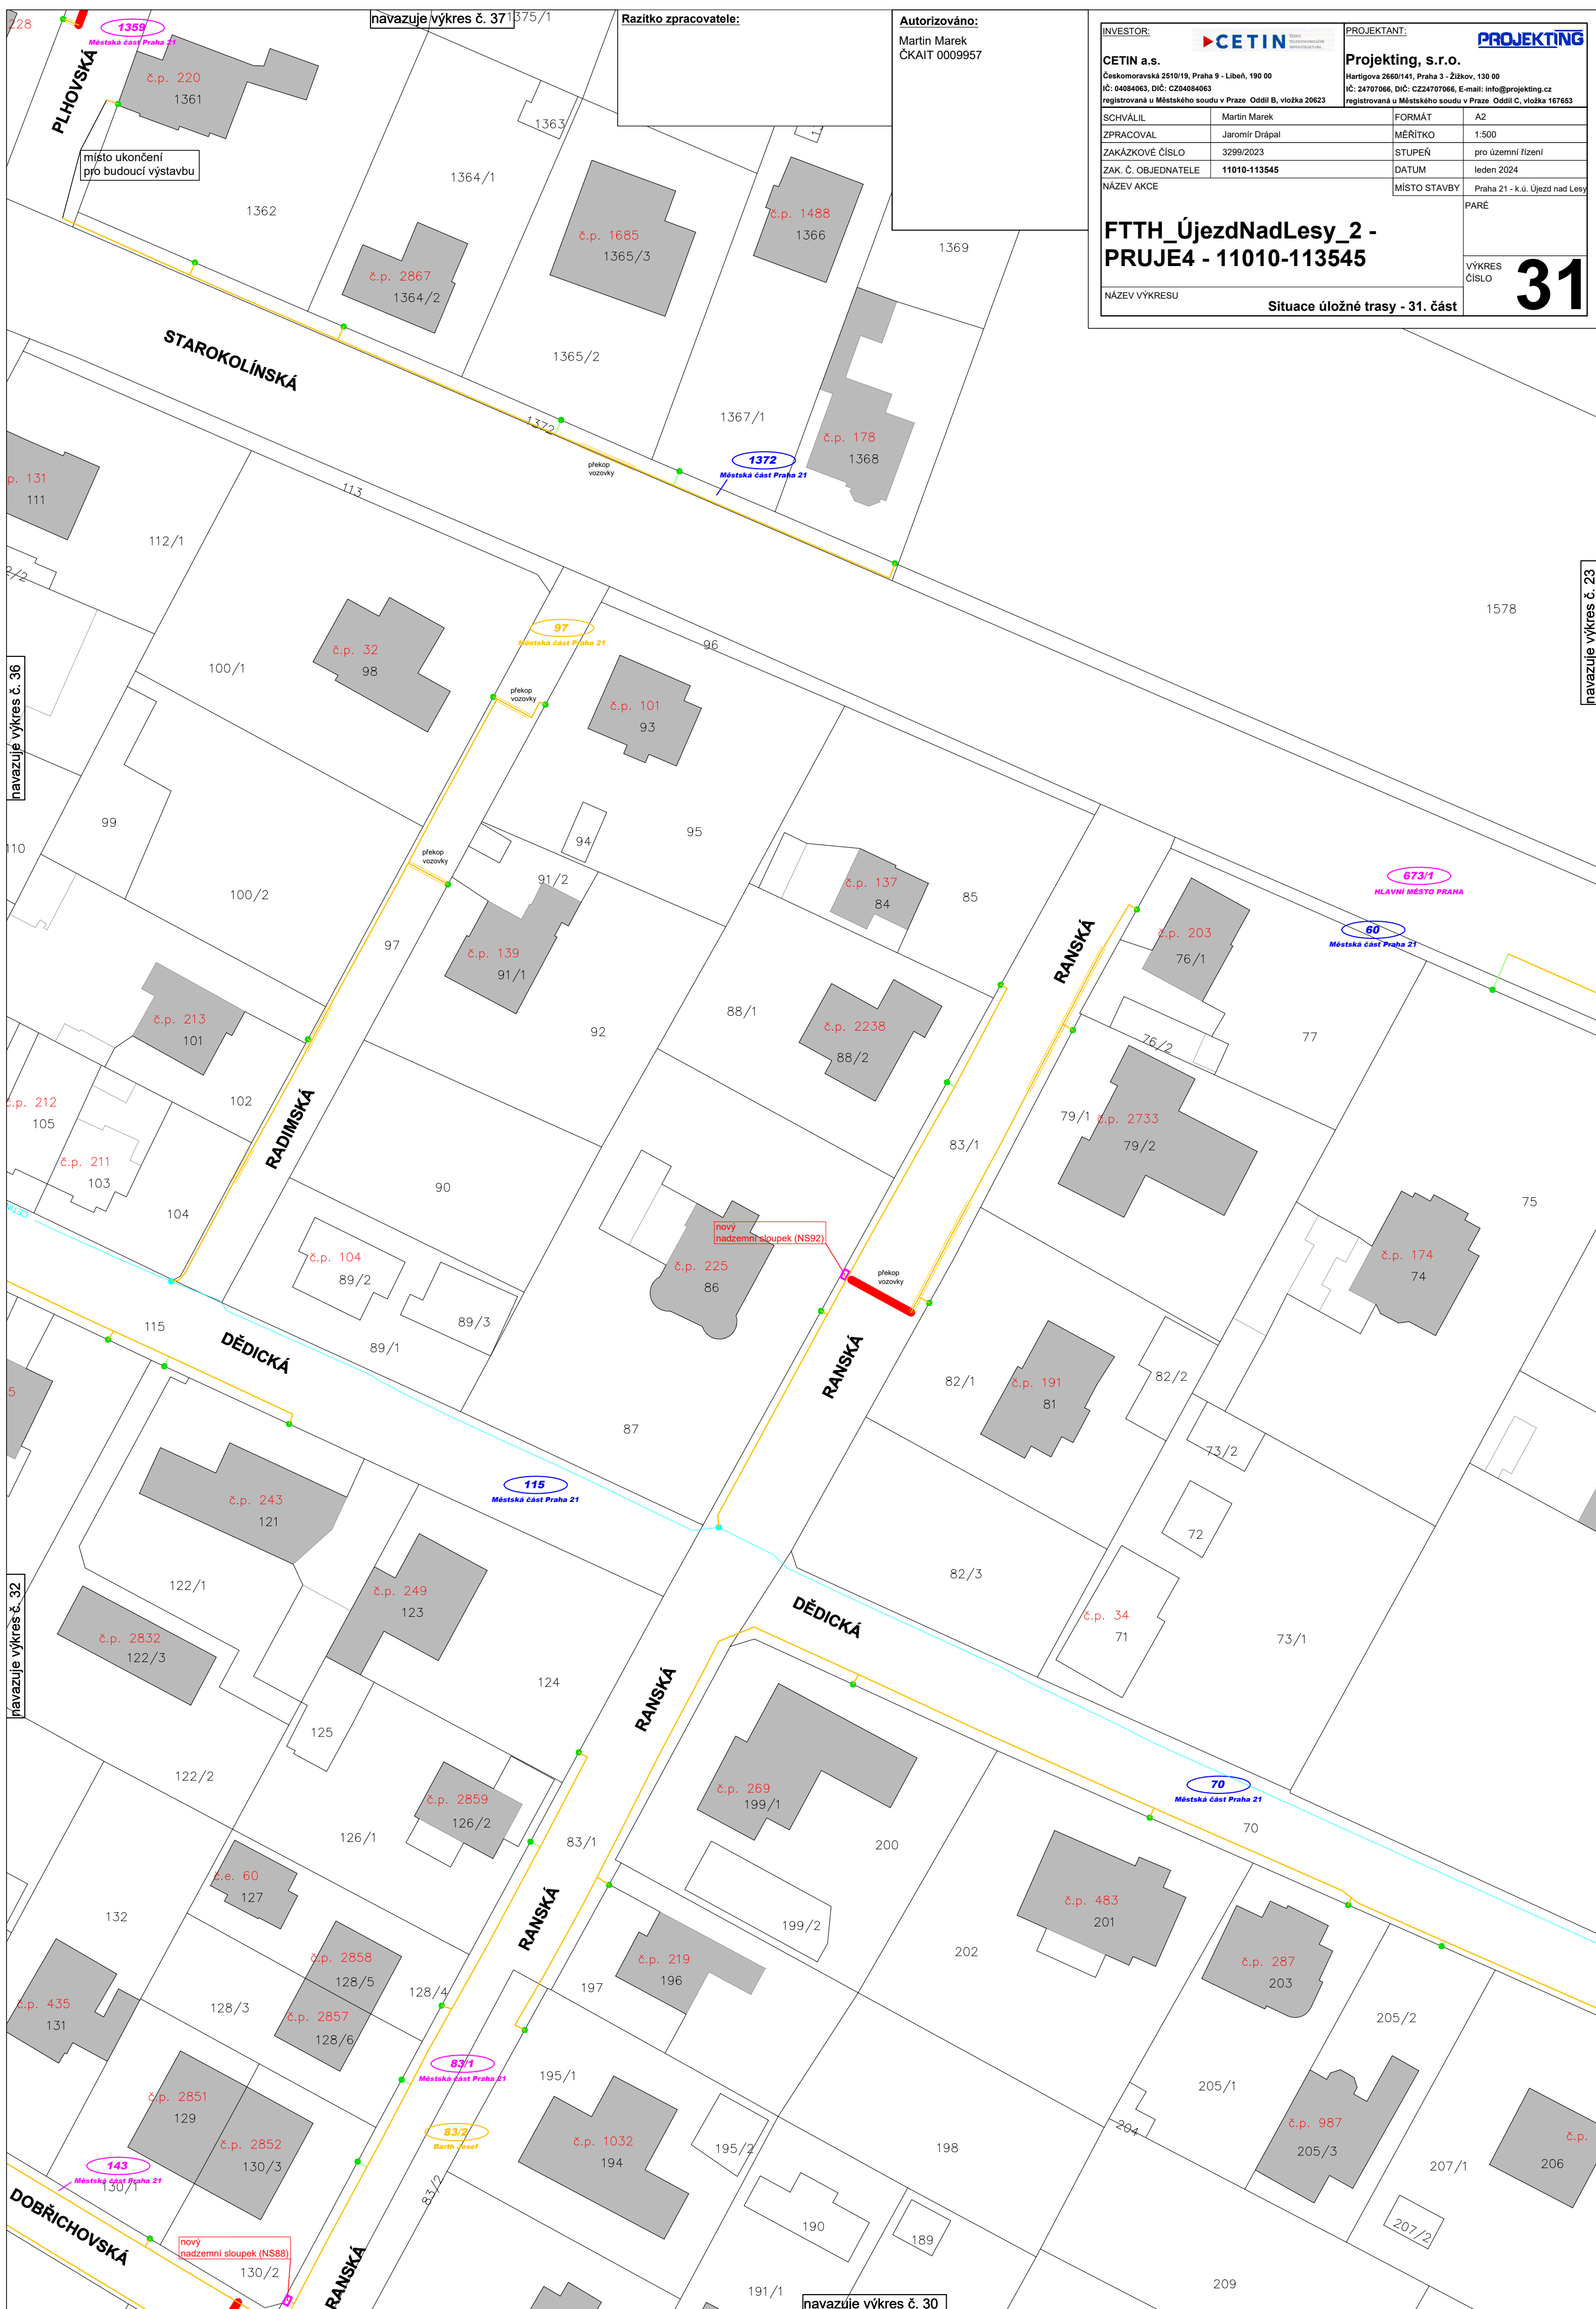 navazuje výkres č. 37
1375/1
Razítko zpracovatele:
Autorizováno:
Martin Marek
ČKAIT 0009957
INVESTOR:
CETIN
CETIN a.s.
Českomoravská 2510/19, Praha 9 - Libeň, 190 00
IČ: 04084063, DIČ: CZ04084063
registrovaná u Městského soudu v Praze Oddíl B, vložka 20623
PROJEKTANT:
PROJEKTING
Projekting, s.r.o.
Hartigova 2660/141, Praha 3 - Žižkov, 130 00
IČ: 24707066, DIČ: CZ24707066, E-mail: info@projekting.cz
registrovaná u Městského soudu v Praze Oddíl C, vložka 167653
SCHVÁLIL Martin Marek FORMÁT A2
ZPRACOVAL Jaromír Drápal MĚŘÍTKO 1:500
ZAKÁZKOVÉ ČÍSLO 3299/2023 STUPEŇ pro územní řízení
ZAK. Č. OBJEDNATELE 11010-113545 DATUM leden 2024
NÁZEV AKCE MÍSTO STAVBY Praha 21 - k.ú. Újezd nad Lesy
PARÉ
FTTH_ÚjezdNadLesy_2 -
PRUJE4 - 11010-113545
VÝKRES
ČÍSLO
31
NÁZEV VÝKRESU
Situace úložné trasy - 31. část
228
1359
Městská část Praha 21
PLHOVSKÁ
č.p. 220
1361
místo ukončení
pro budoucí výstavbu
1362
1363
1364/1
č.p. 2867
1364/2
č.p. 1685
1365/3
č.p. 1488
1366
1369
1365/2
1367/1
č.p. 178
1368
STAROKOLÍNSKÁ
1372
překop
vozovky
1372
Městská část Praha 21
p. 131
111
113
112/1
2/2
navazuje výkres č. 23
1578
97
Městská část Praha 21
96
č.p. 32
98
100/1
navazuje výkres č. 36
překop
vozovky
č.p. 101
93
99
110
94
95
překop
vozovky
91/2
100/2
č.p. 137
84
85
673/1
HLAVNÍ MĚSTO PRAHA
60
Městská část Praha 21
RANSKÁ
č.p. 203
76/1
97
č.p. 139
91/1
88/1
č.p. 213
101
92
č.p. 2238
88/2
76/2
77
č.p. 212
105
102
RADIMSKÁ
79/1
č.p. 2733
79/2
83/1
č.p. 211
103
104
90
75
CETIN
nový
nadzemní sloupek (NS92)
č.p. 104
89/2
č.p. 225
86
překop
vozovky
č.p. 174
74
89/3
115
DĚDICKÁ
89/1
RANSKÁ
82/1
č.p. 191
81
82/2
5
87
73/2
115
Městská část Praha 21
č.p. 243
121
72
122/1
č.p. 249
123
82/3
navazuje výkres č. 32
č.p. 2832
122/3
DĚDICKÁ
č.p. 34
71
73/1
124
RANSKÁ
125
122/2
č.p. 269
199/1
70
Městská část Praha 21
č.p. 2859
126/2
126/1
83/1
200
70
č.e. 60
127
132
RANSKÁ
199/2
č.p. 483
201
202
č.p. 2858
128/5
č.p. 219
196
č.p. 287
203
197
128/4
128/3
č.p. 2857
128/6
č.p. 435
131
205/2
83/1
Městská část Praha 21
195/1
205/1
č.p. 2851
129
204
č.p. 987
205/3
83/2
Barth Josef
č.p. 1032
194
195/2
198
č.p. 2852
130/3
č.p.
206
143
Městská část Praha 21
130/1
207/1
83/2
DOBŘICHOVSKÁ
190
189
207/2
nový
nadzemní sloupek (NS88)
130/2
RANSKÁ
209
191/1
navazuje výkres č. 30